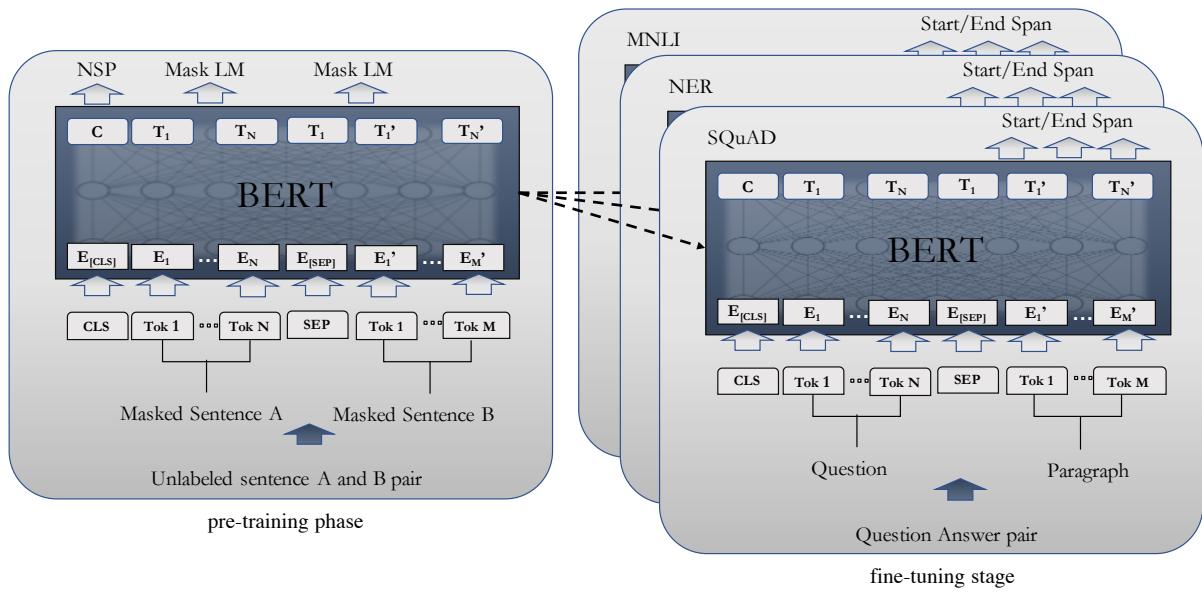 NSP Mask LM Mask LM
C T1 TN T1 T1’ TN’
BERT
E[CLS] E1 ... EN E[SEP] E1’ ... EM’
CLS Tok 1 Tok N SEP Tok 1 Tok M
Masked Sentence A Masked Sentence B
Unlabeled sentence A and B pair
pre-training phase
MNLI Start/End Span
NER Start/End Span
SQuAD Start/End Span
C T1 TN T1 T1’ TN’
BERT
E[CLS] E1 ... EN E[SEP] E1’ ... EM’
CLS Tok 1 Tok N SEP Tok 1 Tok M
Question Paragraph
Question Answer pair
fine-tuning stage